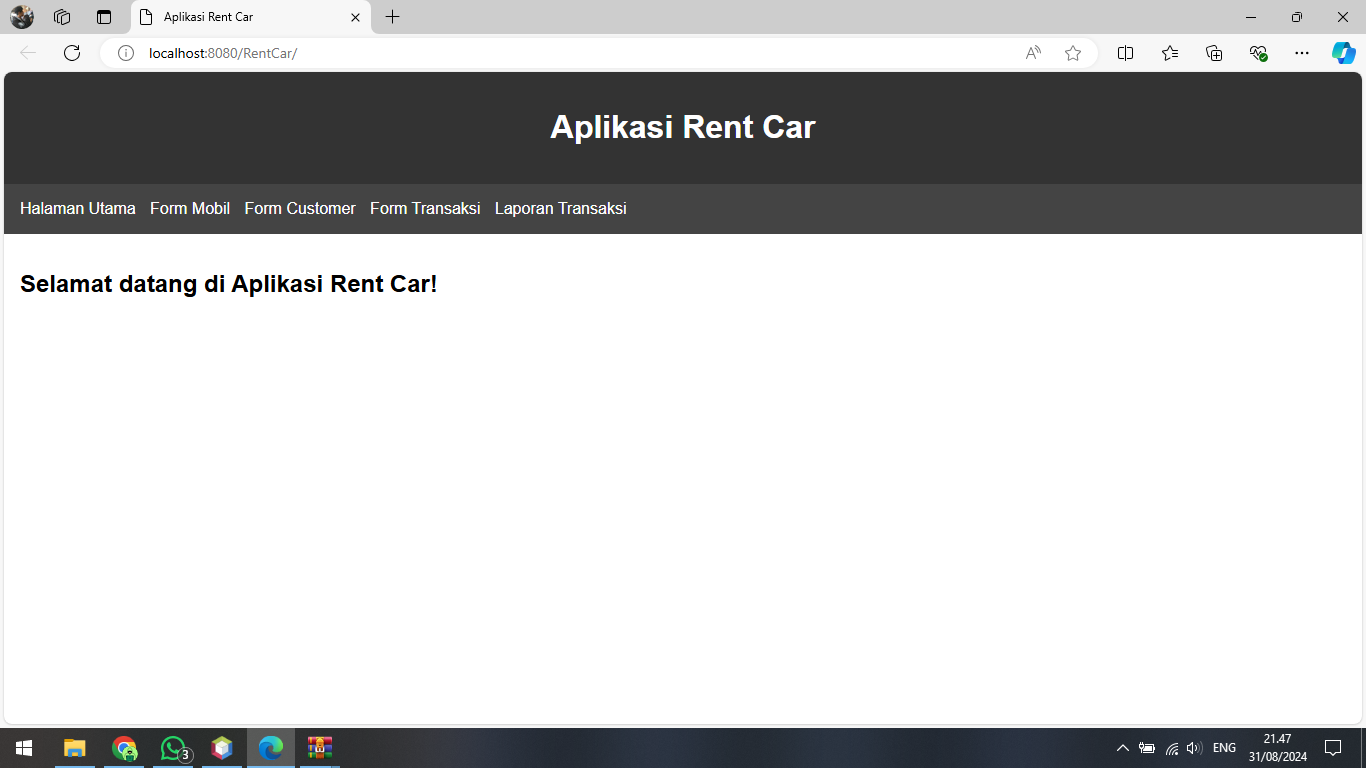 Aplikasi Rent Car
localhost:8080/RentCar/
Aplikasi Rent Car
Halaman Utama Form Mobil Form Customer Form Transaksi Laporan Transaksi
Selamat datang di Aplikasi Rent Car!
3
ENG
21.47
31/08/2024